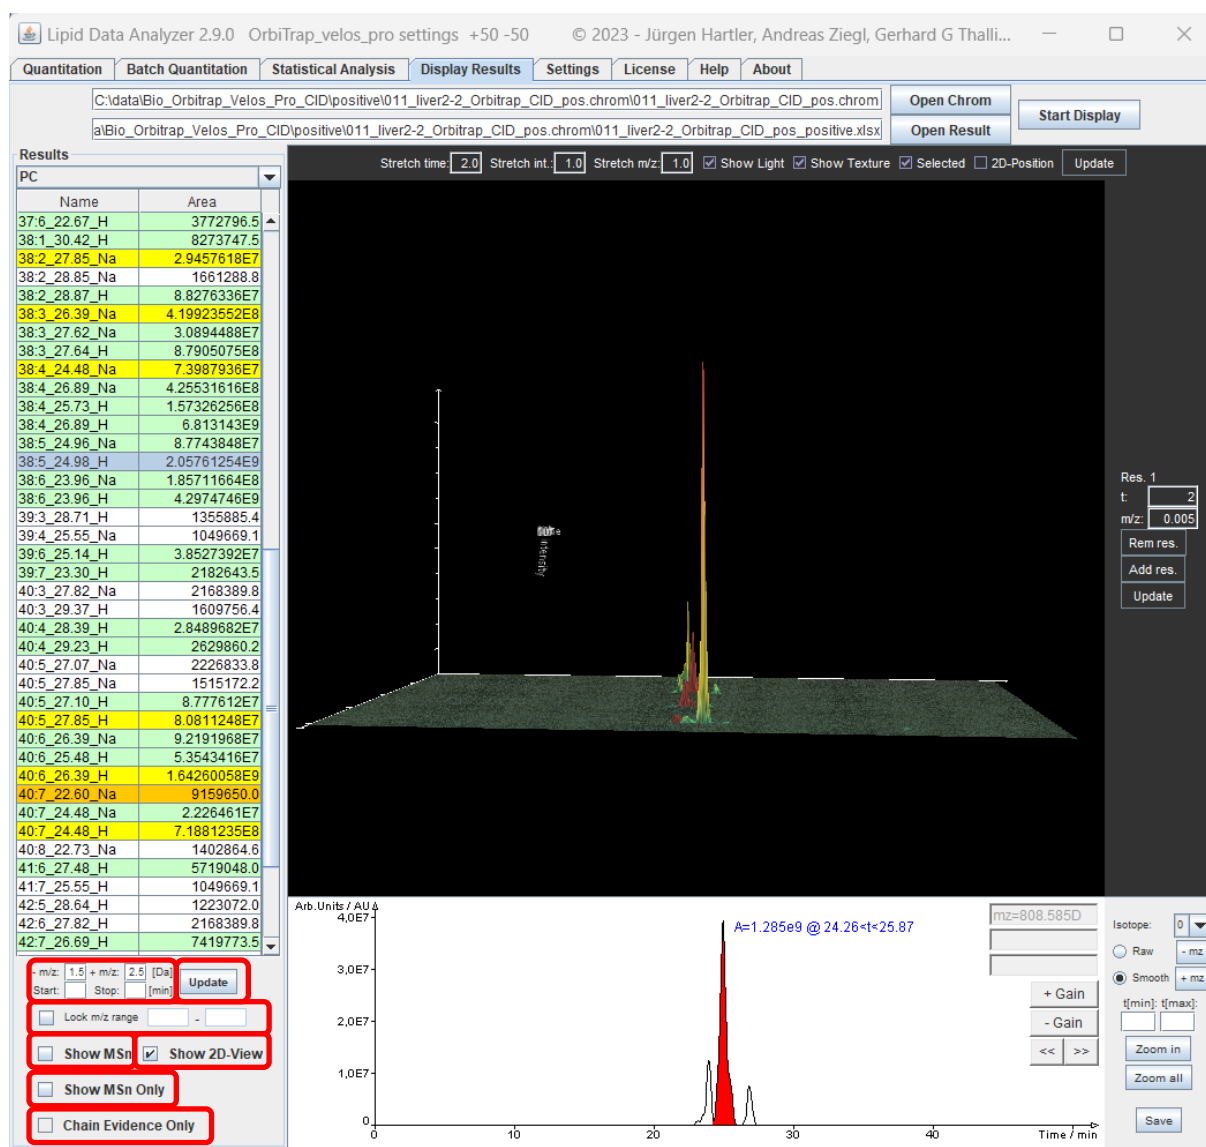 Lipid Data Analyzer 2.9.0 OrbiTrap_velos_pro settings +50 -50 © 2023 - Jürgen Hartler, Andreas Ziegl, Gerhard G Thalli...
Quantitation Batch Quantitation Statistical Analysis Display Results Settings License Help About
C:\data\Bio_Orbitrap_Velos_Pro_CID\positive\011_liver2-2_Orbitrap_CID_pos.chrom\011_liver2-2_Orbitrap_CID_pos.chrom Open Chrom
Start Display
a\Bio_Orbitrap_Velos_Pro_CID\positive\011_liver2-2_Orbitrap_CID_pos.chrom\011_liver2-2_Orbitrap_CID_pos_positive.xlsx Open Result
Results
PC
Stretch time: 2.0 Stretch int.: 1.0 Stretch m/z: 1.0 Show Light Show Texture Selected 2D-Position Update
Name Area
37:6_22.67_H 3772796.5
38:1_30.42_H 8273747.5
38:2_27.85_Na 2.9457618E7
38:2_28.85_Na 1661288.8
38:2_28.87_H 8.8276336E7
38:3_26.39_Na 4.19923552E8
38:3_27.62_Na 3.0894488E7
38:3_27.64_H 8.7905075E8
38:4_24.48_Na 7.3987936E7
38:4_26.89_Na 4.25531616E8
38:4_25.73_H 1.57326256E8
38:4_26.89_H 6.813143E9
38:5_24.96_Na 8.7743848E7
38:5_24.98_H 2.05761254E9
38:6_23.96_Na 1.85711664E8
38:6_23.96_H 4.2974746E9
39:3_28.71_H 1355885.4
39:4_25.55_Na 1049669.1
39:6_25.14_H 3.8527392E7
39:7_23.30_H 2182643.5
40:3_27.82_Na 2168389.8
40:3_29.37_H 1609756.4
40:4_28.39_H 2.8489682E7
40:4_29.23_H 2629860.2
40:5_27.07_Na 2226833.8
40:5_27.85_Na 1515172.2
40:5_27.10_H 8.777612E7
40:5_27.85_H 8.0811248E7
40:6_26.39_Na 9.2191968E7
40:6_25.48_H 5.3543416E7
40:6_26.39_H 1.64260058E9
40:7_22.60_Na 9159650.0
40:7_24.48_Na 2.226461E7
40:7_24.48_H 7.1881235E8
40:8_22.73_Na 1402864.6
41:6_27.48_H 5719048.0
41:7_25.55_H 1049669.1
42:5_28.64_H 1223072.0
42:6_27.82_H 2168389.8
42:7_26.69_H 7419773.5
intensity
Res. 1
t: 2
m/z: 0.005
Rem res.
Add res.
Update
- m/z: 1.5 + m/z: 2.5 [Da]
Start: Stop: [min]
Update
Lock m/z range -
Show MSn Show 2D-View
Show MSn Only
Chain Evidence Only
Arb.Units / AU
4,0E7
3,0E7
2,0E7
1,0E7
0
0 10 20 30 40 Time / min
A=1.285e9 @ 24.26<t<25.87
mz=808.585D
+ Gain
- Gain
<< >>
Isotope: 0
Raw - mz
Smooth + mz
t[min]: t[max]:
Zoom in
Zoom all
Save